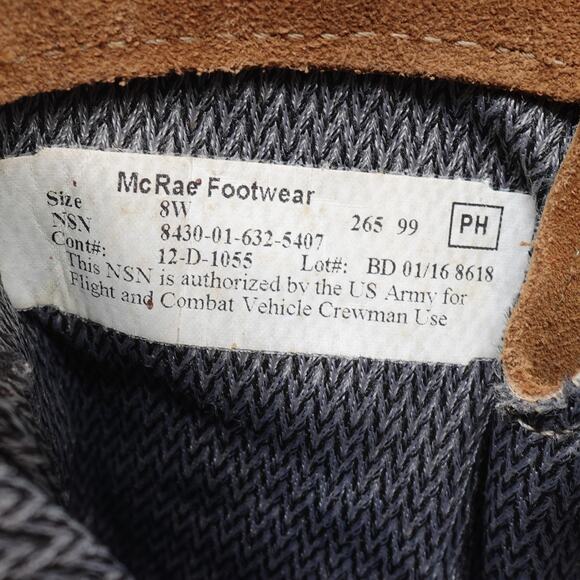 McRae Footwear
Size 8W 265 99 PH
NSN 8430-01-632-5407
Cont#: 12-D-1055 Lot#: BD 01/16 8618
This NSN is authorized by the US Army for
Flight and Combat Vehicle Crewman Use